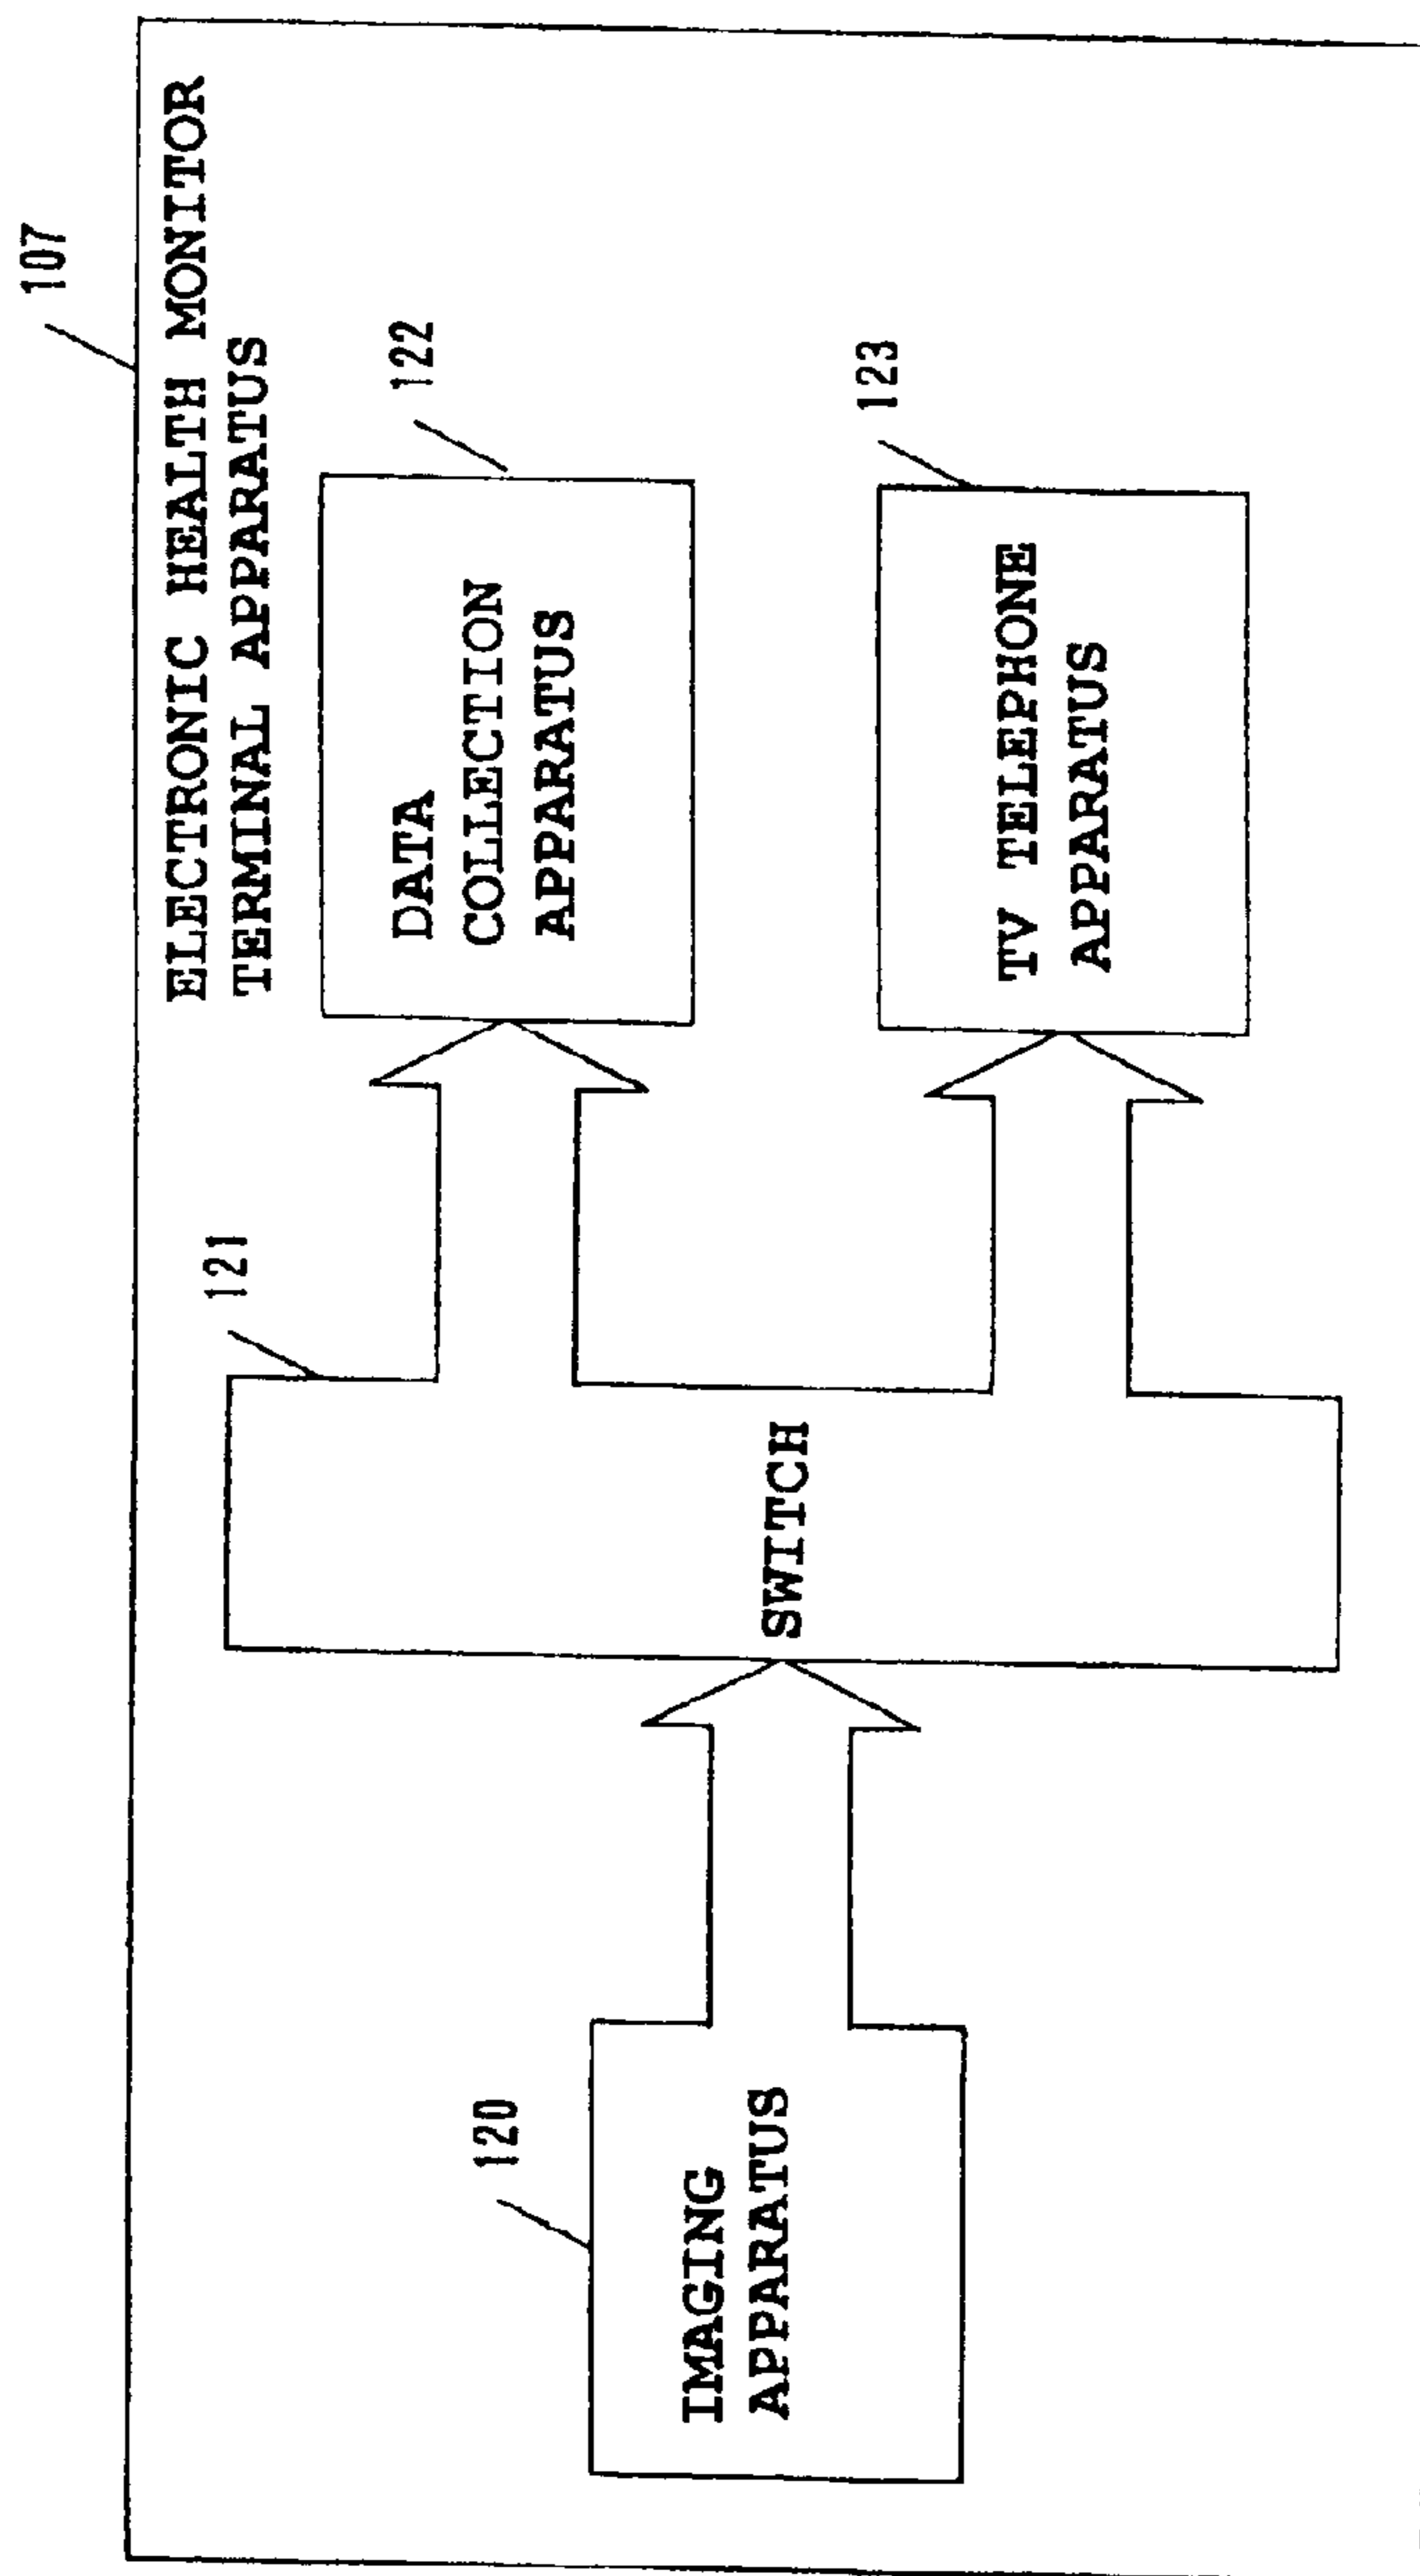 107
ELECTRONIC HEALTH MONITOR
TERMINAL APPARATUS
120
IMAGING
APPARATUS
121
SWITCH
122
DATA
COLLECTION
APPARATUS
123
TV TELEPHONE
APPARATUS